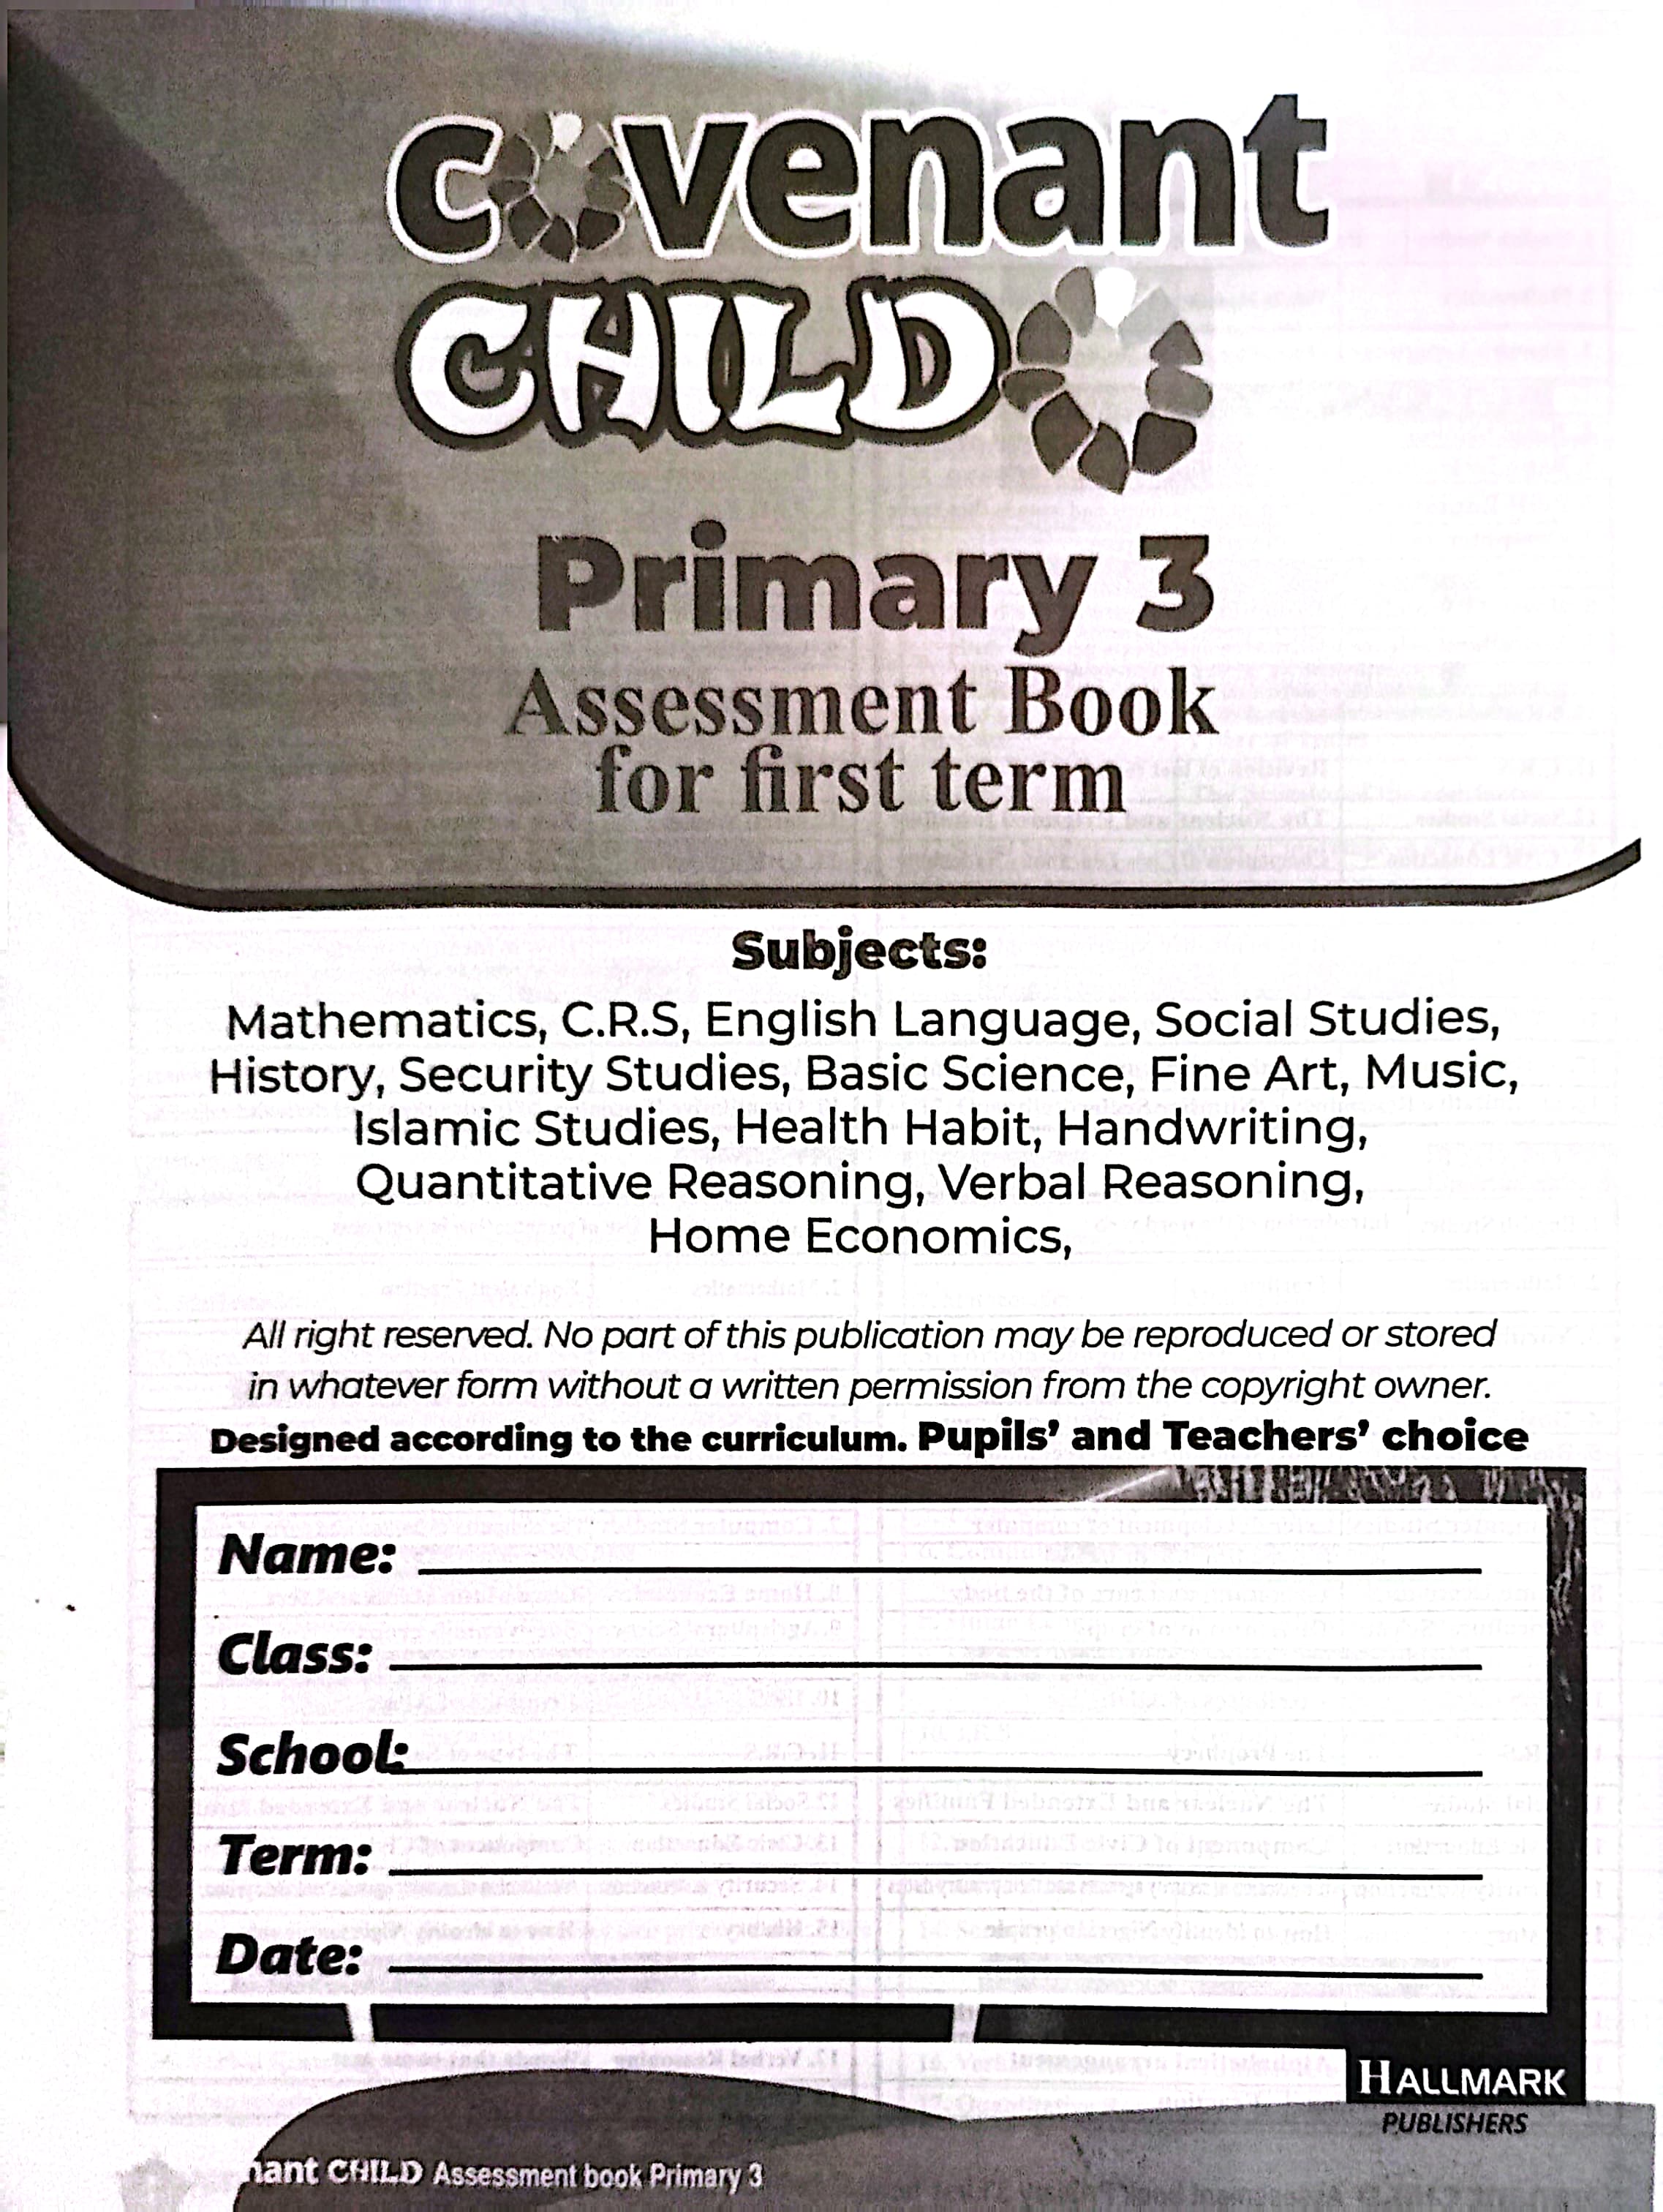 covenant
CHILD
Primary 3
Assessment Book
for first term
Subjects:
Mathematics, C.R.S, English Language, Social Studies,
History, Security Studies, Basic Science, Fine Art, Music,
Islamic Studies, Health Habit, Handwriting,
Quantitative Reasoning, Verbal Reasoning,
Home Economics,
All right reserved. No part of this publication may be reproduced or stored
in whatever form without a written permission from the copyright owner.
Designed according to the curriculum. Pupils' and Teachers' choice
Name:
Class:
School:
Term:
Date:
HALLMARK
PUBLISHERS
nant CHILD Assessment book Primary 3